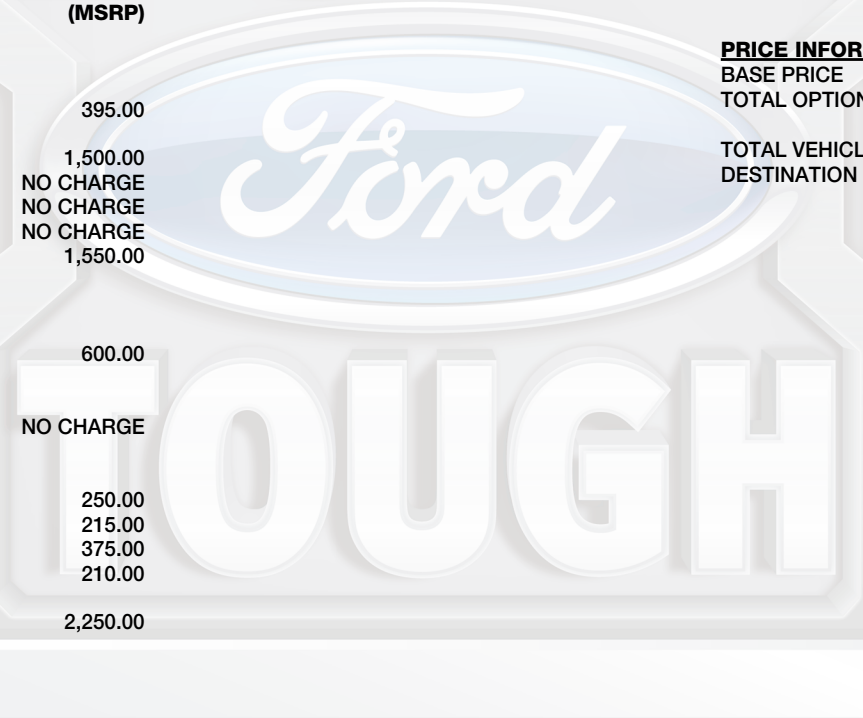 (MSRP)
395.00
1,500.00
NO CHARGE
NO CHARGE
NO CHARGE
1,550.00
600.00
NO CHARGE
250.00
215.00
375.00
210.00
2,250.00
PRICE INFOR
BASE PRICE
TOTAL OPTION
TOTAL VEHICL
DESTINATION
Ford
TOUGH